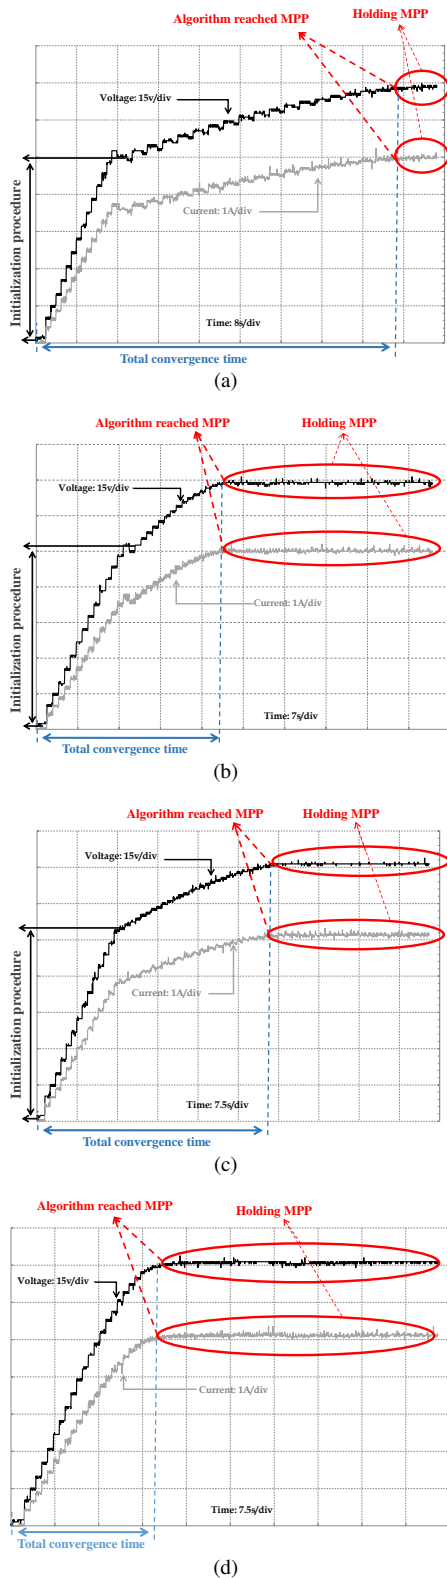 Algorithm reached MPP
Holding MPP
Voltage: 15v/div
Current: 1A/div
Initialization procedure
Time: 8s/div
Total convergence time
(a)
Algorithm reached MPP
Holding MPP
Voltage: 15v/div
Current: 1A/div
Initialization procedure
Time: 7s/div
Total convergence time
(b)
Algorithm reached MPP
Holding MPP
Voltage: 15v/div
Current: 1A/div
Initialization procedure
Time: 7.5s/div
Total convergence time
(c)
Algorithm reached MPP
Holding MPP
Voltage: 15v/div
Current: 1A/div
Time: 7.5s/div
Total convergence time
(d)